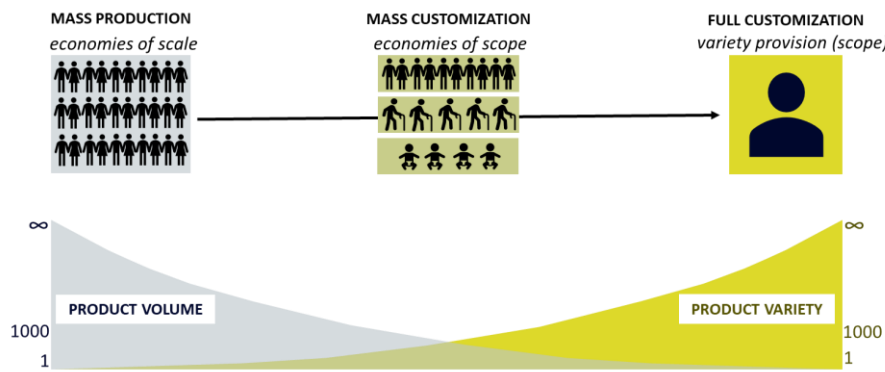 MASS PRODUCTION
economies of scale
MASS CUSTOMIZATION
economies of scope
FULL CUSTOMIZATION
variety provision (scope)
∞
∞
PRODUCT VOLUME
PRODUCT VARIETY
1000
1000
1
1